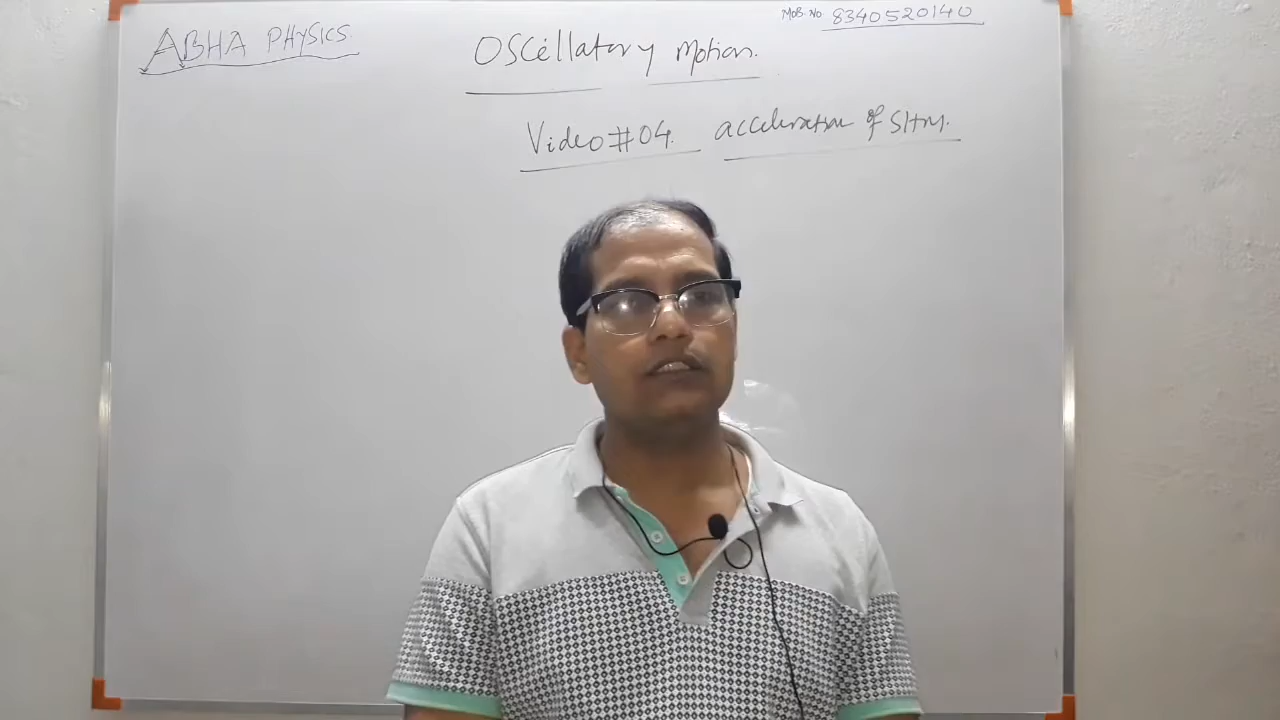 ABHA PHYSICS
MOB. NO. 8340520140
Oscillatory Motion.
Video#04. acceleration of SHM.